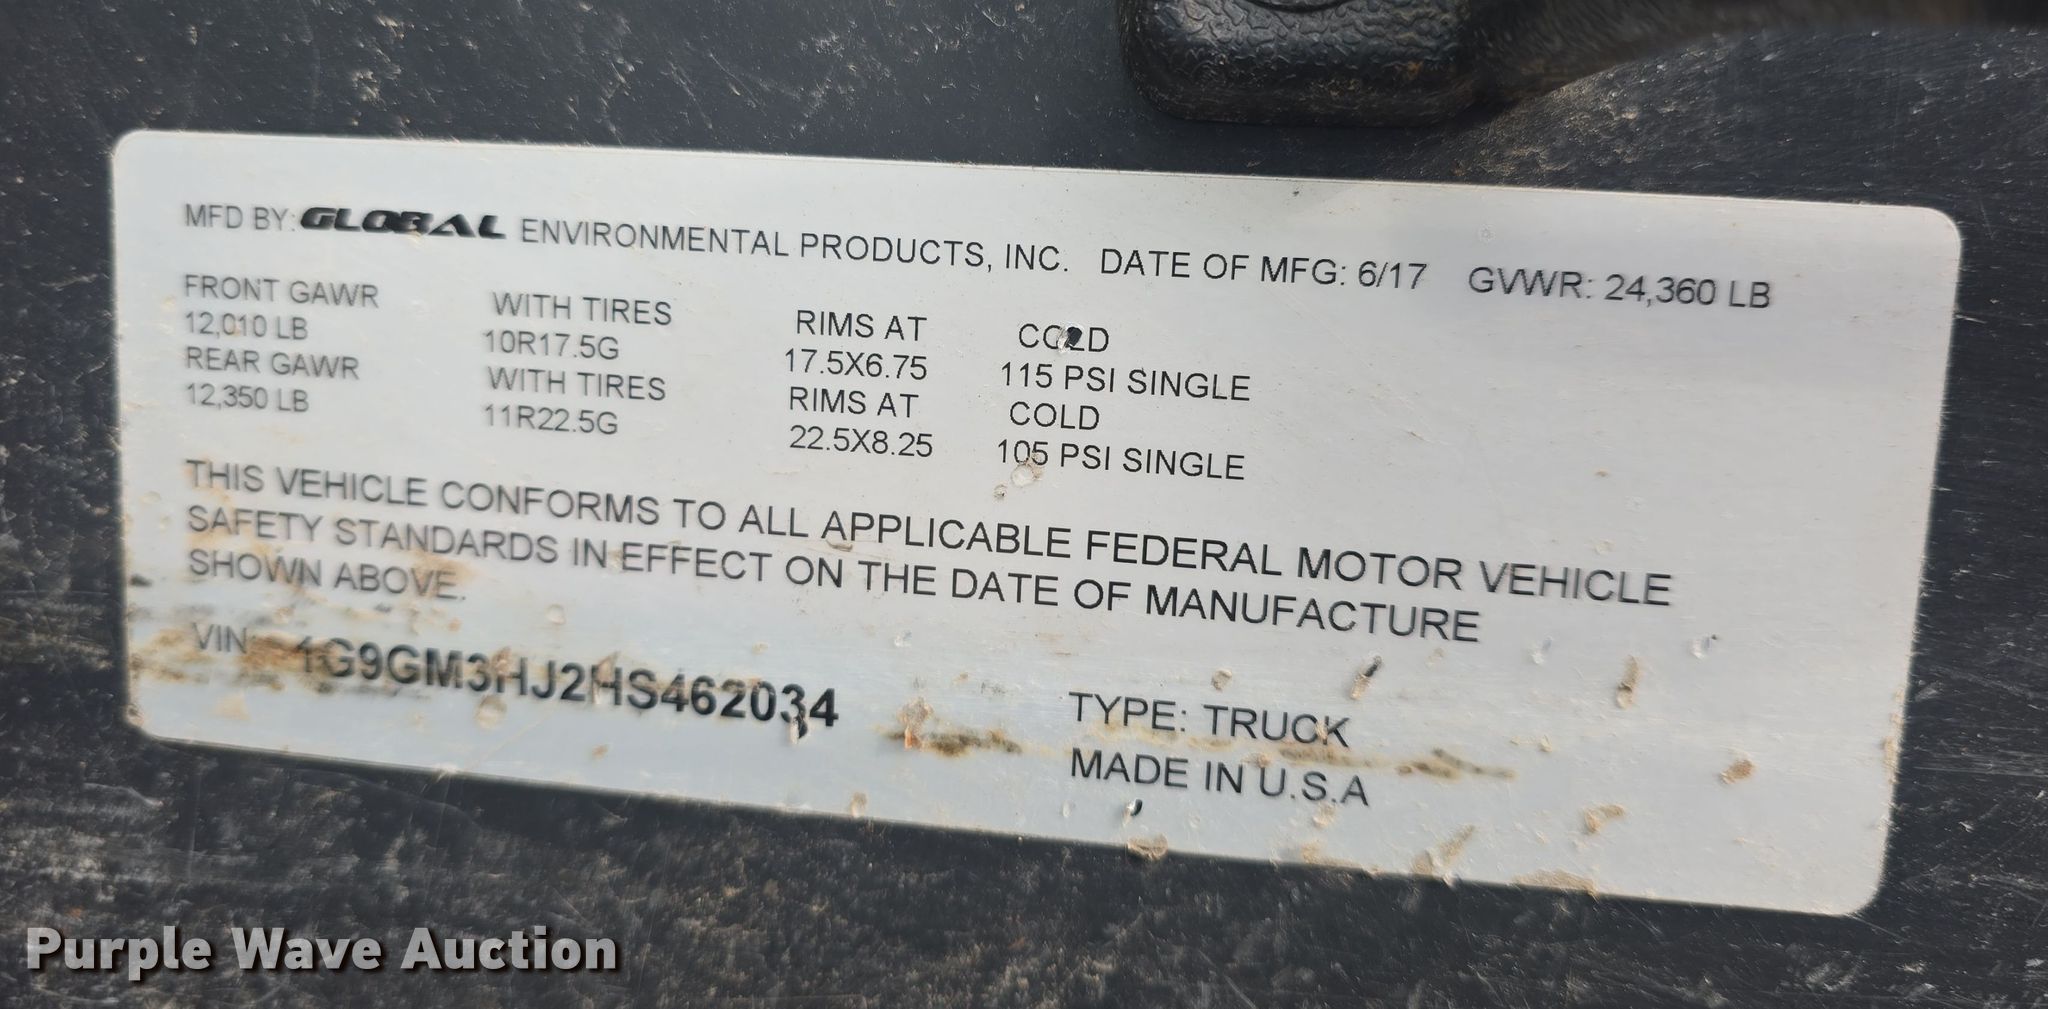 MFD BY: GLOBAL ENVIRONMENTAL PRODUCTS, INC. DATE OF MFG: 6/17 GVWR: 24,360 LB
FRONT GAWR WITH TIRES RIMS AT COLD
12,010 LB 10R17.5G 17.5X6.75 115 PSI SINGLE
REAR GAWR WITH TIRES RIMS AT COLD
12,350 LB 11R22.5G 22.5X8.25 105 PSI SINGLE
THIS VEHICLE CONFORMS TO ALL APPLICABLE FEDERAL MOTOR VEHICLE
SAFETY STANDARDS IN EFFECT ON THE DATE OF MANUFACTURE
SHOWN ABOVE.
VIN: 1G9GM3HJ2HS462034
TYPE: TRUCK
MADE IN U.S.A
Purple Wave Auction